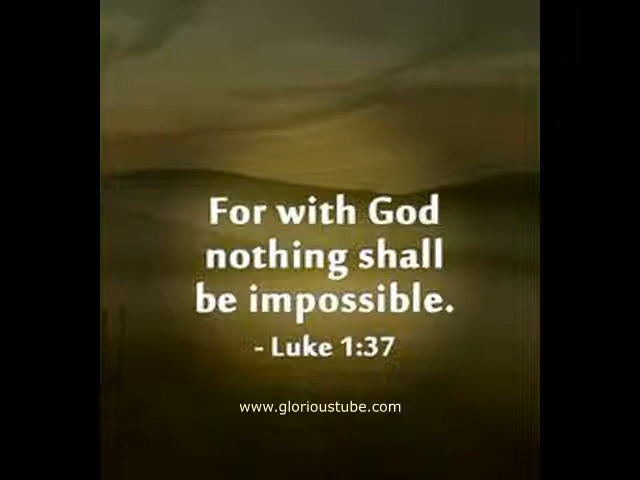 For with God
nothing shall
be impossible.
- Luke 1:37
www.glorioustube.com